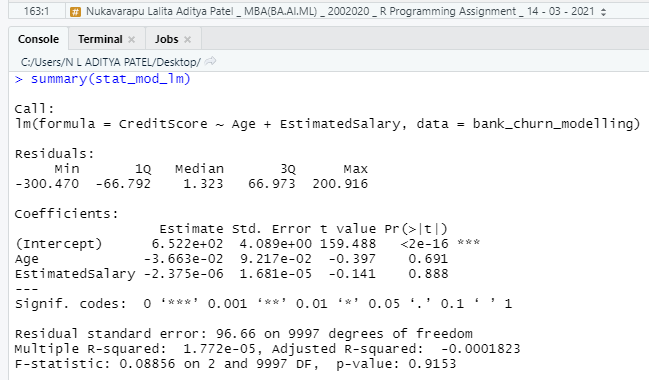 163:1 # Nukavarapu Lalita Aditya Patel _ MBA(BA.AI.ML) _ 2002020 _ R Programming Assignment _ 14 - 03 - 2021
Console Terminal × Jobs ×
C:/Users/N L ADITYA PATEL/Desktop/
> summary(stat_mod_lm)
Call:
lm(formula = CreditScore ~ Age + EstimatedSalary, data = bank_churn_modelling)
Residuals:
Min 1Q Median 3Q Max
-300.470 -66.792 1.323 66.973 200.916
Coefficients:
Estimate Std. Error t value Pr(>|t|)
(Intercept) 6.522e+02 4.089e+00 159.488 <2e-16 ***
Age -3.663e-02 9.217e-02 -0.397 0.691
EstimatedSalary -2.375e-06 1.681e-05 -0.141 0.888
---
Signif. codes: 0 ‘***’ 0.001 ‘**’ 0.01 ‘*’ 0.05 ‘.’ 0.1 ‘ ’ 1
Residual standard error: 96.66 on 9997 degrees of freedom
Multiple R-squared: 1.772e-05, Adjusted R-squared: -0.0001823
F-statistic: 0.08856 on 2 and 9997 DF, p-value: 0.9153